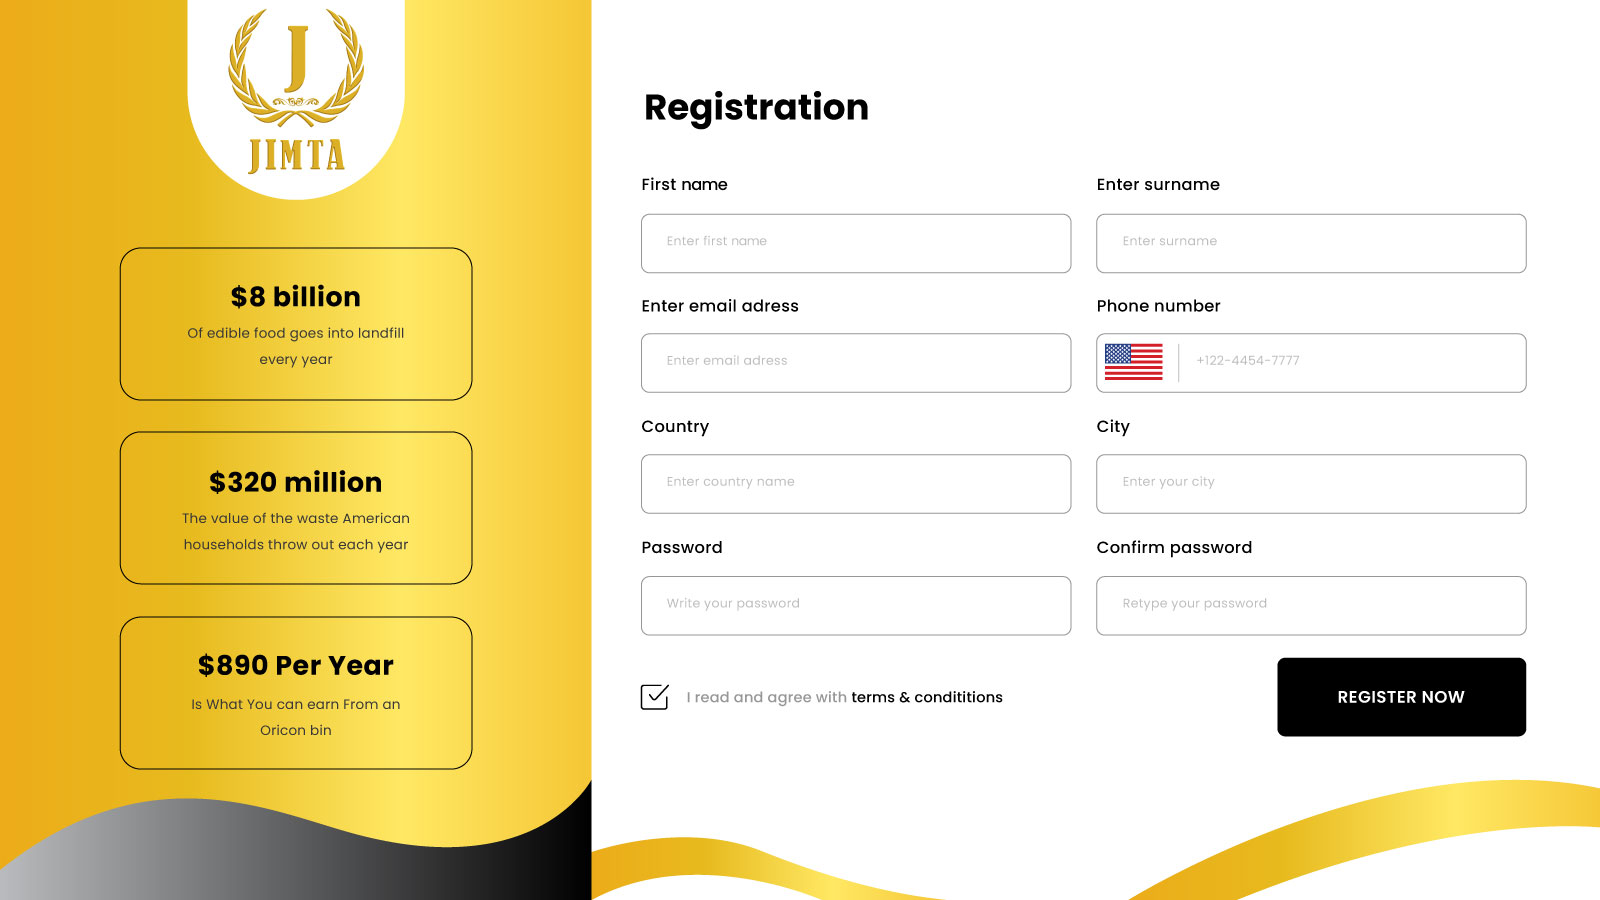 J
JIMTA
$8 billion
Of edible food goes into landfill
every year
$320 million
The value of the waste American
households throw out each year
$890 Per Year
Is What You can earn From an
Oricon bin
Registration
First name
Enter surname
Enter first name
Enter surname
Enter email adress
Phone number
Enter email adress
+122-4454-7777
Country
City
Enter country name
Enter your city
Password
Confirm password
Write your password
Retype your password
I read and agree with terms & condititions
REGISTER NOW